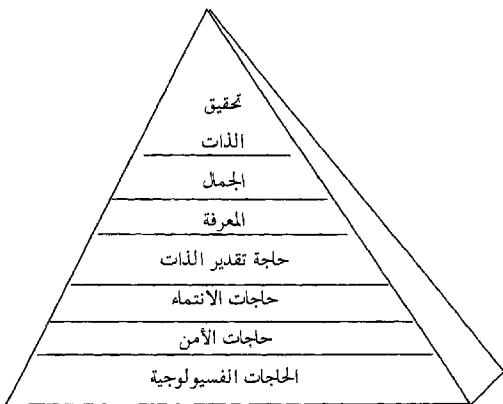 تحقيق
الذات
الجمال
المعرفة
حاجة تقدير الذات
حاجات الانتماء
حاجات الأمن
الحاجات الفسيولوجية